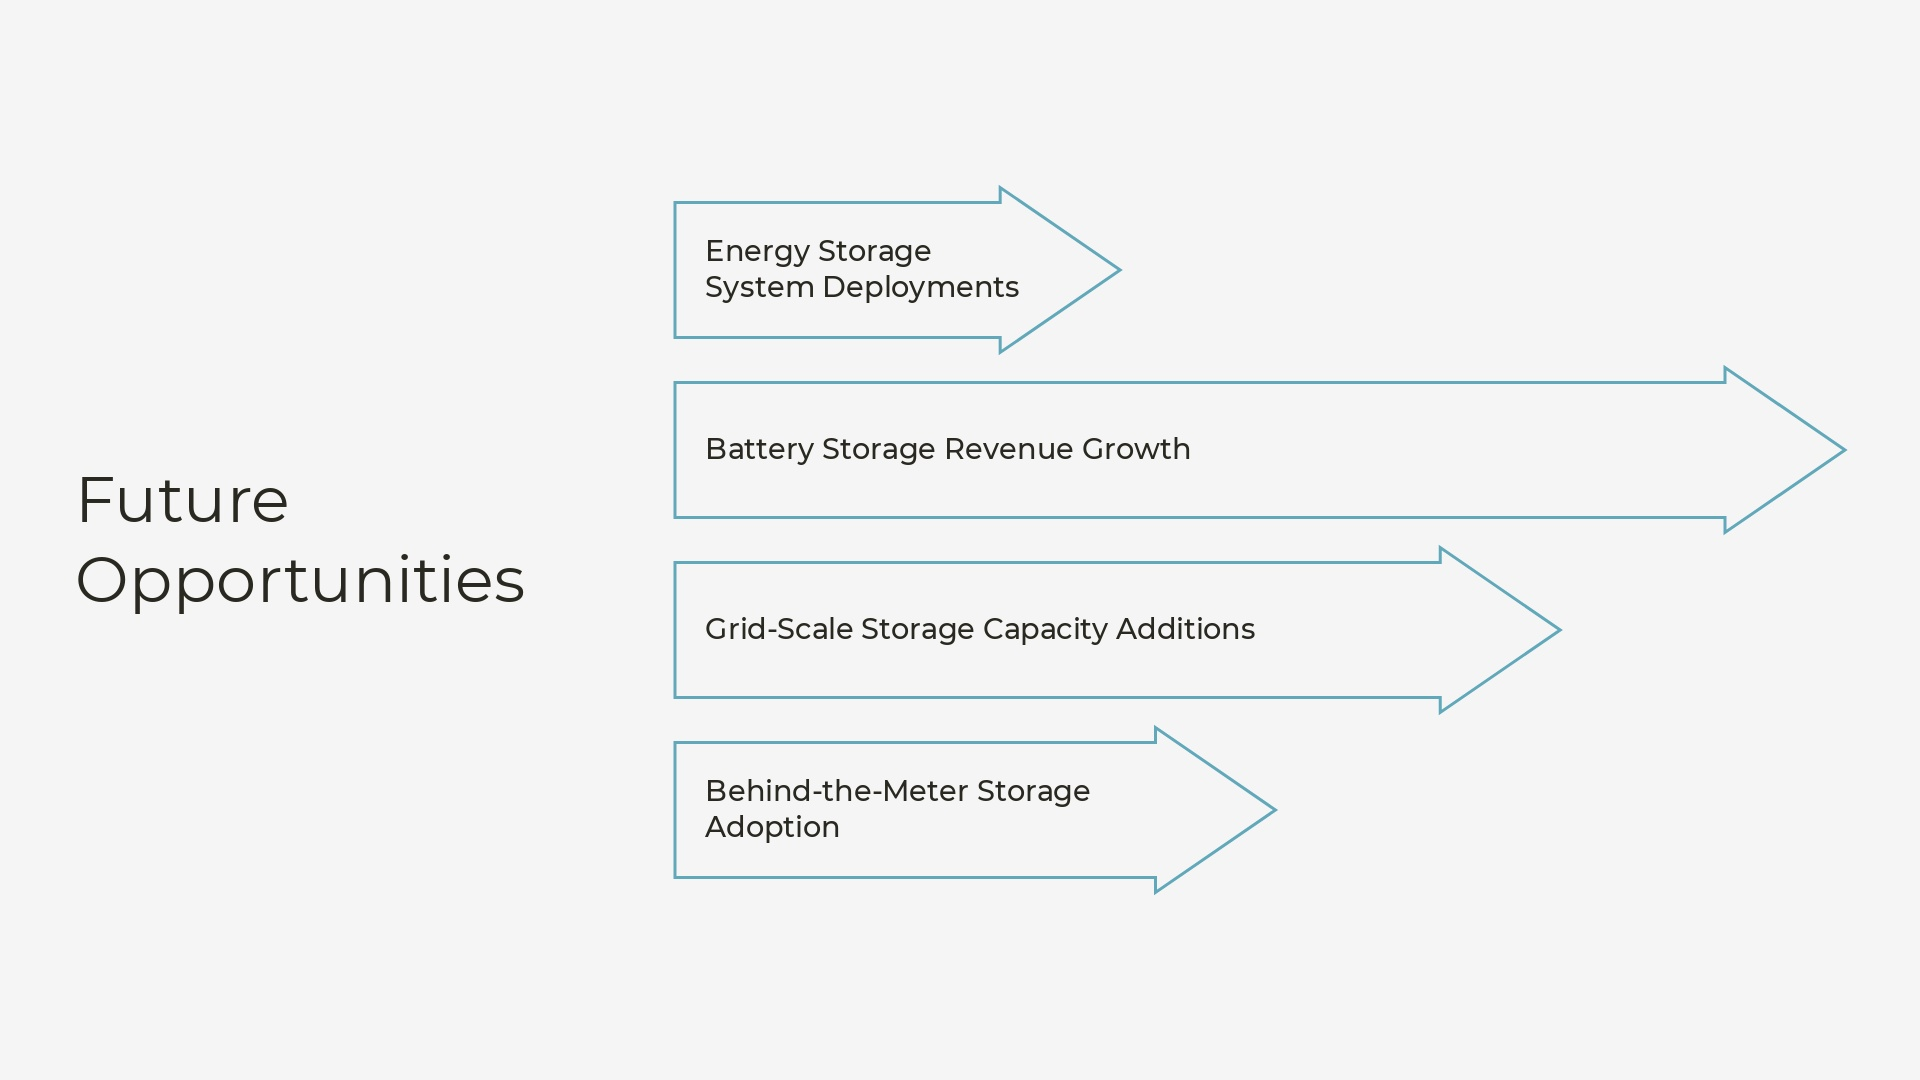 Future
Opportunities
Energy Storage
System Deployments
Battery Storage Revenue Growth
Grid-Scale Storage Capacity Additions
Behind-the-Meter Storage
Adoption